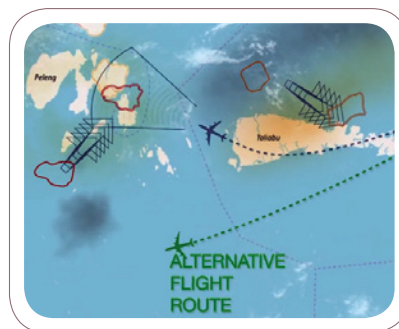 Peleng
Taliabu
ALTERNATIVE
FLIGHT
ROUTE